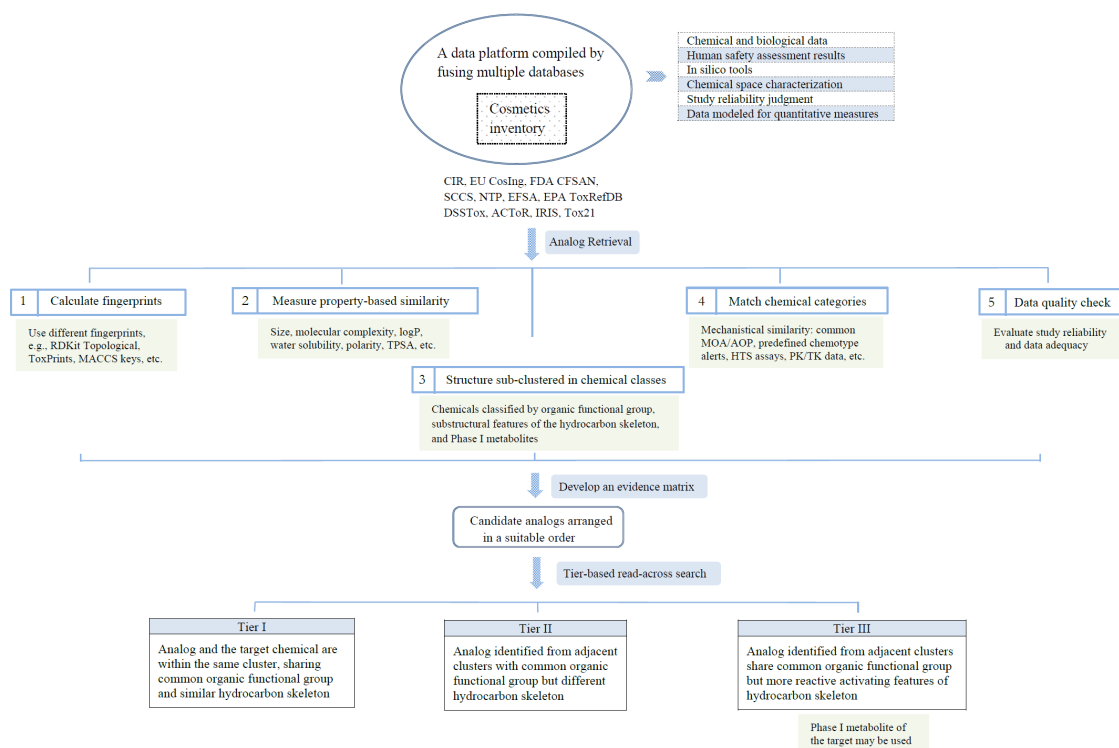 A data platform compiled by
fusing multiple databases
Cosmetics
inventory
Chemical and biological data
Human safety assessment results
In silico tools
Chemical space characterization
Study reliability judgment
Data modeled for quantitative measures
CIR, EU CosIng, FDA CFSAN,
SCCS, NTP, EFSA, EPA ToxRefDB
DSSTox, ACToR, IRIS, Tox21
Analog Retrieval
1 Calculate fingerprints
Use different fingerprints,
e.g., RDKit Topological,
ToxPrints, MACCS keys, etc.
2 Measure property-based similarity
Size, molecular complexity, logP,
water solubility, polarity, TPSA, etc.
4 Match chemical categories
Mechanistical similarity: common
MOA/AOP, predefined chemotype
alerts, HTS assays, PK/TK data, etc.
5 Data quality check
Evaluate study reliability
and data adequacy
3 Structure sub-clustered in chemical classes
Chemicals classified by organic functional group,
substructural features of the hydrocarbon skeleton,
and Phase I metabolites
Develop an evidence matrix
Candidate analogs arranged
in a suitable order
Tier-based read-across search
Tier I
Analog and the target chemical are
within the same cluster, sharing
common organic functional group
and similar hydrocarbon skeleton
Tier II
Analog identified from adjacent
clusters with common organic
functional group but different
hydrocarbon skeleton
Tier III
Analog identified from adjacent clusters
share common organic functional group
but more reactive activating features of
hydrocarbon skeleton
Phase I metabolite of
the target may be used